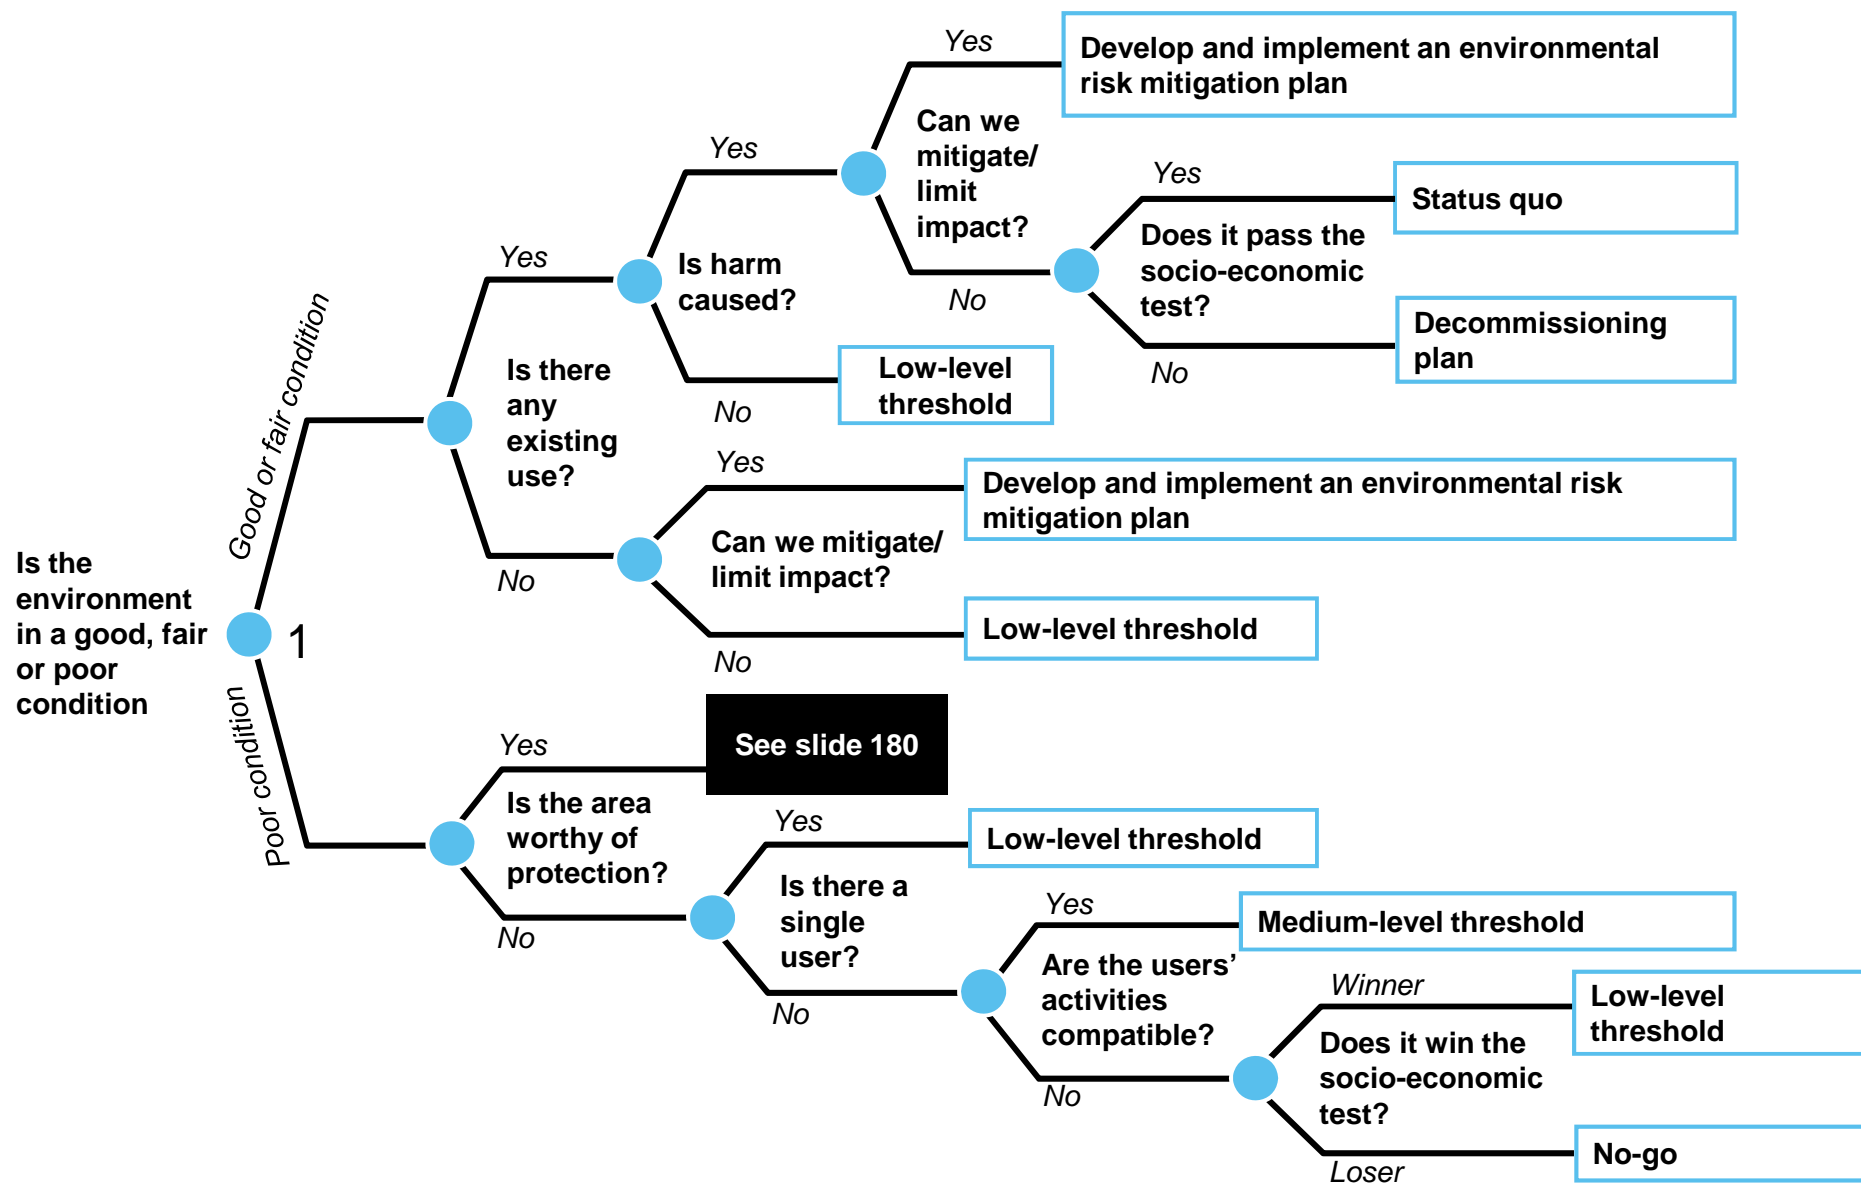 Is the
environment
in a good, fair
or poor
condition
1
Good or fair condition
Poor condition
Is there
any
existing
use?
Yes
No
Is harm
caused?
Yes
No
Can we
mitigate/
limit
impact?
Yes
Develop and implement an environmental
risk mitigation plan
No
Does it pass the
socio-economic
test?
Yes
Status quo
No
Decommissioning
plan
Low-level
threshold
Can we mitigate/
limit impact?
Yes
Develop and implement an environmental risk
mitigation plan
No
Low-level threshold
Is the area
worthy of
protection?
Yes
See slide 180
No
Is there a
single
user?
Yes
Low-level threshold
No
Are the users’
activities
compatible?
Yes
Medium-level threshold
No
Does it win the
socio-economic
test?
Winner
Low-level
threshold
Loser
No-go